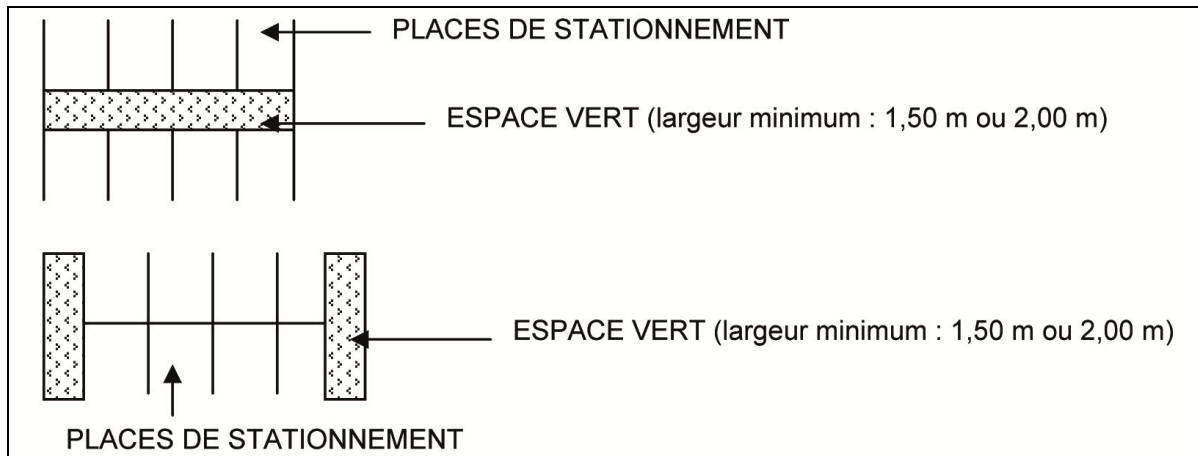 PLACES DE STATIONNEMENT
ESPACE VERT (largeur minimum : 1,50 m ou 2,00 m)
ESPACE VERT (largeur minimum : 1,50 m ou 2,00 m)
PLACES DE STATIONNEMENT